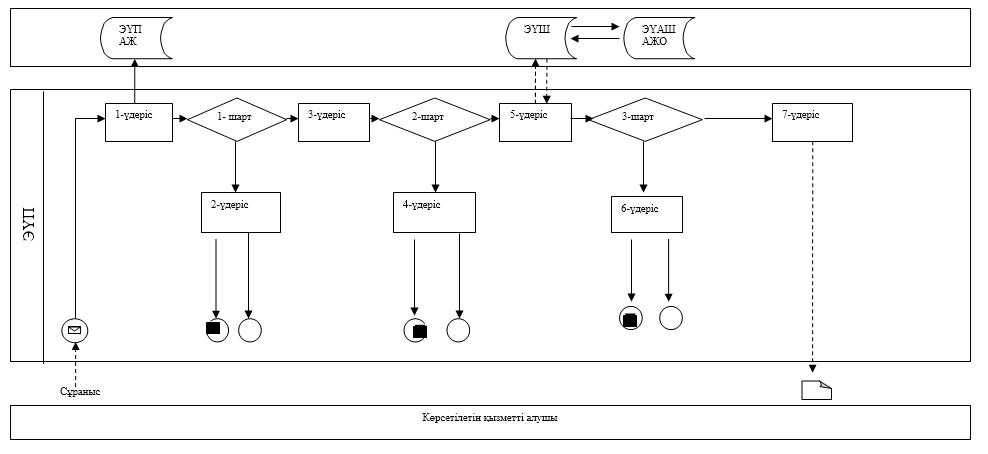 ЭҮП
АЖ
ЭҮШ
ЭҮАШ
АЖО
1-үдеріс
1- шарт
3-үдеріс
2-шарт
5-үдеріс
3-шарт
7-үдеріс
2-үдеріс
4-үдеріс
6-үдеріс
ЭҮП
Сұраныс
Көрсетілетін қызметті алушы